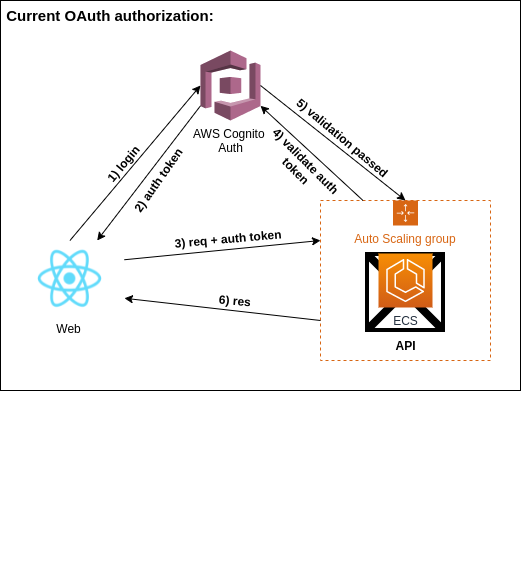 Current OAuth authorization:
AWS Cognito
Auth
1) login
2) auth token
5) validation passed
4) validate auth
token
3) req + auth token
Auto Scaling group
6) res
ECS
Web
API